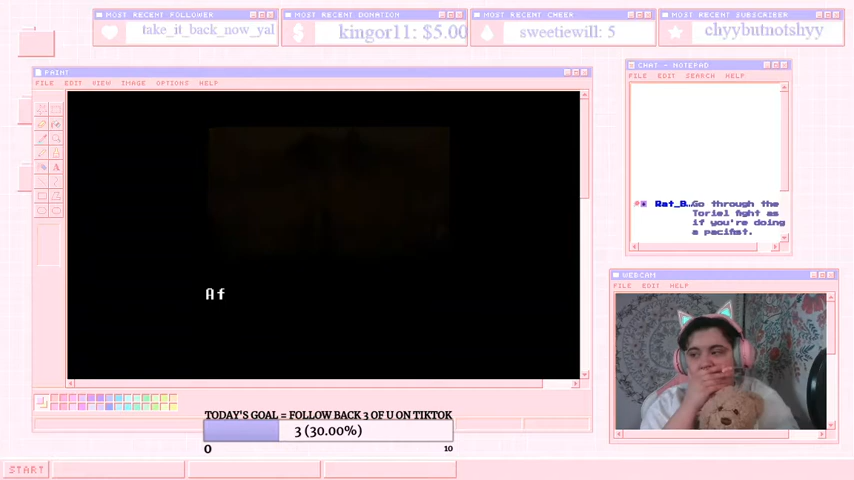 MOST RECENT FOLLOWER
take_it_back_now_yal
MOST RECENT DONATION
kingor11: $5.00
MOST RECENT CHEER
sweetiewill: 5
MOST RECENT SUBSCRIBER
chyybutnotshyy
PAINT
FILE EDIT VIEW IMAGE OPTIONS HELP
Af
CHAT - NOTEPAD
FILE EDIT SEARCH HELP
Rat_B...Go through the
Toriel fight as
if you're doing
a pacifist.
WEBCAM
FILE EDIT HELP
TODAY'S GOAL = FOLLOW BACK 3 OF U ON TIKTOK
3 (30.00%)
0 10
START